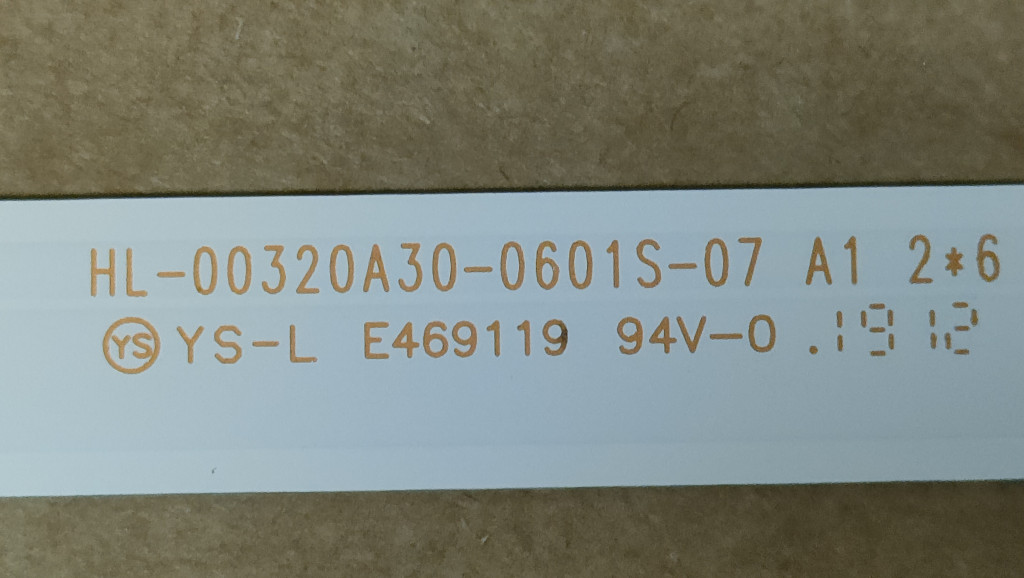 HL-00320A30-0601S-07 A1 2*6
YS YS-L E469119 94V-0 .1912